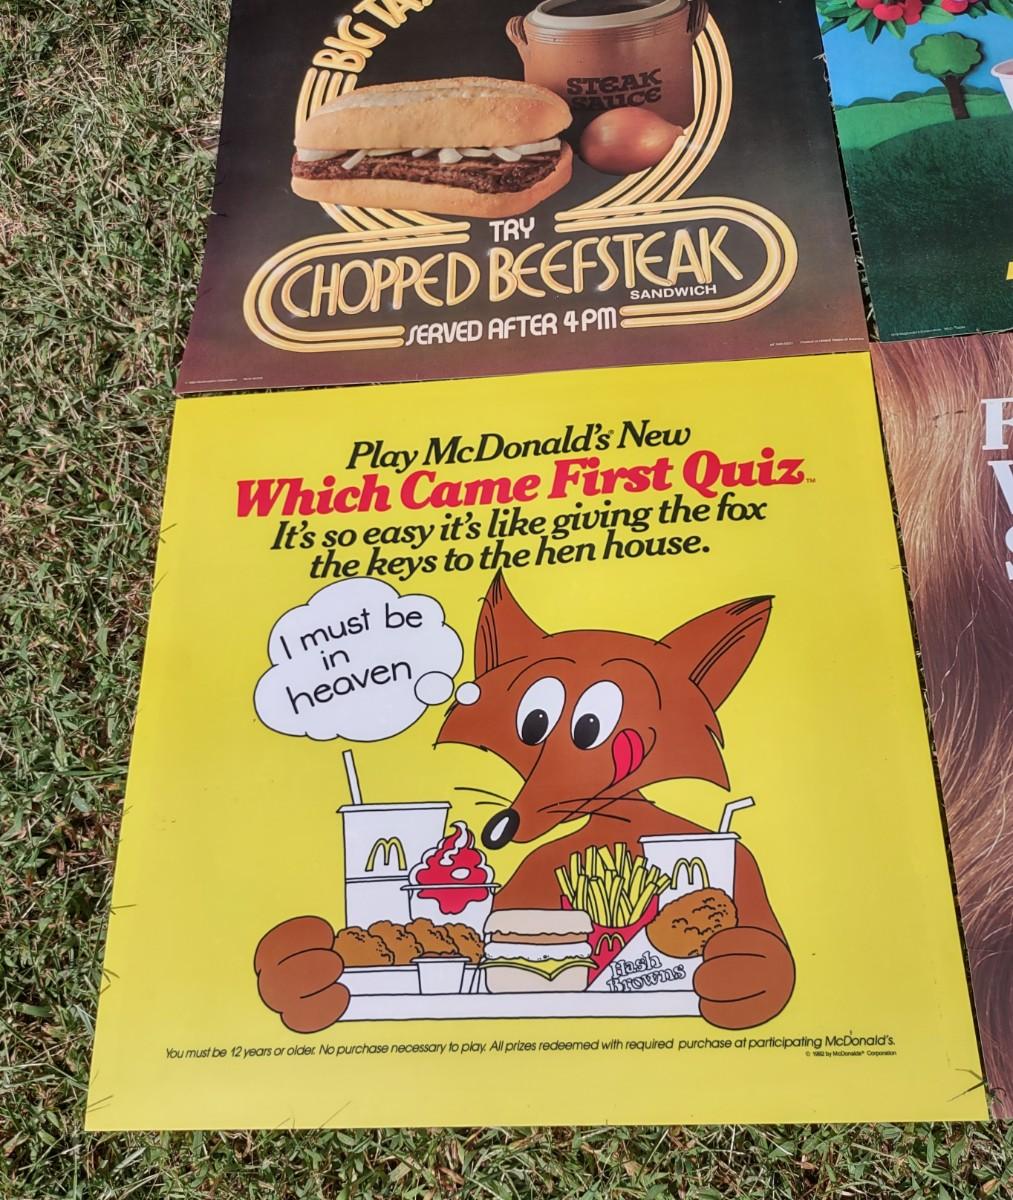 BIG TA
STEAK
SAUCE
TRY
CHOPPED BEEFSTEAK
SANDWICH
SERVED AFTER 4 PM
Play McDonald's New
Which Came First Quiz™
It's so easy it's like giving the fox
the keys to the hen house.
I must be
in
heaven
Hash
Browns
You must be 12 years or older. No purchase necessary to play. All prizes redeemed with required purchase at participating McDonald's.
© 1982 by McDonalds® Corporation